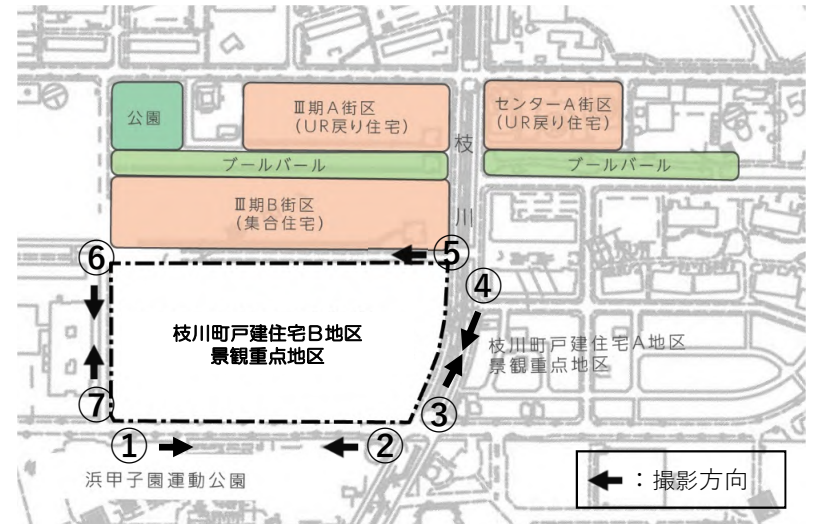 公園
Ⅲ期A街区
(UR戻り住宅)
センターA街区
(UR戻り住宅)
枝
川
ブールバール
ブールバール
Ⅲ期B街区
(集合住宅)
⑥
⑤
④
枝川町戸建住宅B地区
景観重点地区
枝川町戸建住宅A地区
景観重点地区
⑦
③
①
②
浜甲子園運動公園
：撮影方向